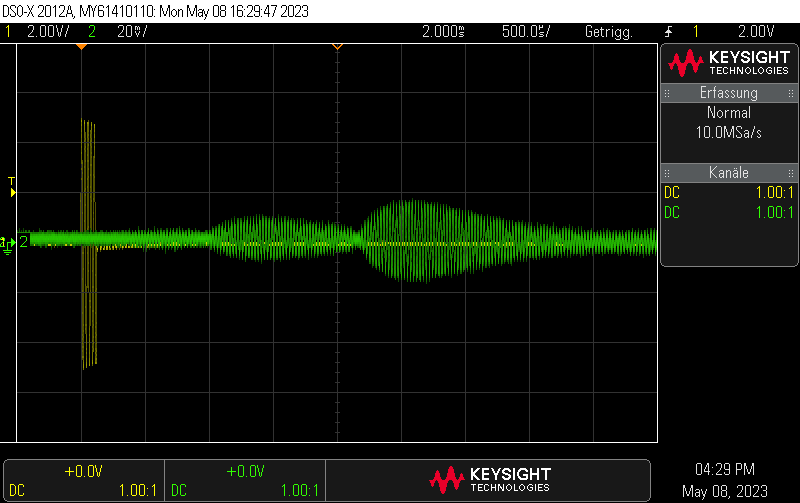 DSO-X 2012A, MY61410110: Mon May 08 16:29:47 2023
1 2.00V/ 2 20mV/ 2.000ms 500.0s/ Getrigg. 1 2.00V
KEYSIGHT
TECHNOLOGIES
Erfassung
Normal
10.0MSa/s
Kanäle
DC 1.00:1
DC 1.00:1
T
2
+0.0V
DC 1.00:1
+0.0V
DC 1.00:1
KEYSIGHT
TECHNOLOGIES
04:29 PM
May 08, 2023